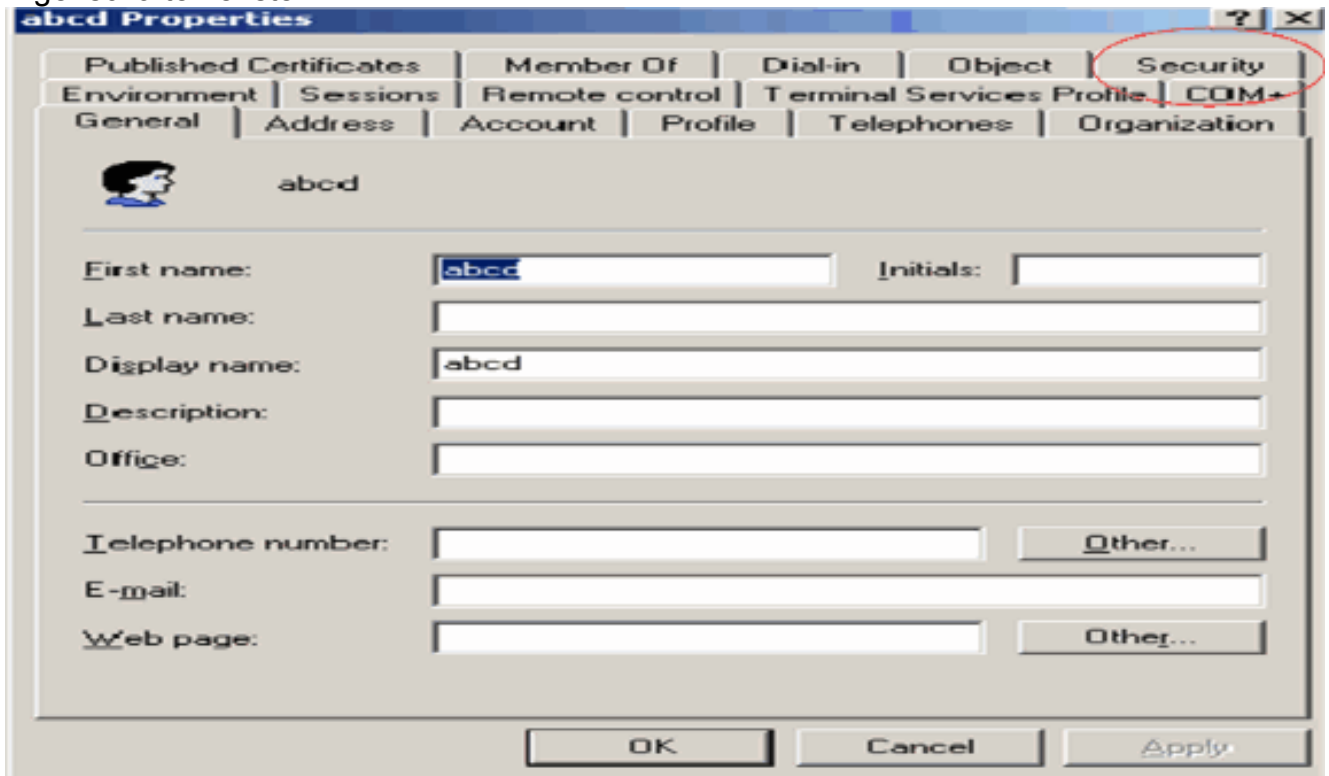 abcd Properties
Published Certificates Member Of Dial-in Object Security
Environment Sessions Remote control Terminal Services Profile COM+
General Address Account Profile Telephones Organization
abcd
First name: abcd Initials:
Last name:
Display name: abcd
Description:
Office:
Telephone number: Other...
E-mail:
Web page: Other...
OK Cancel Apply